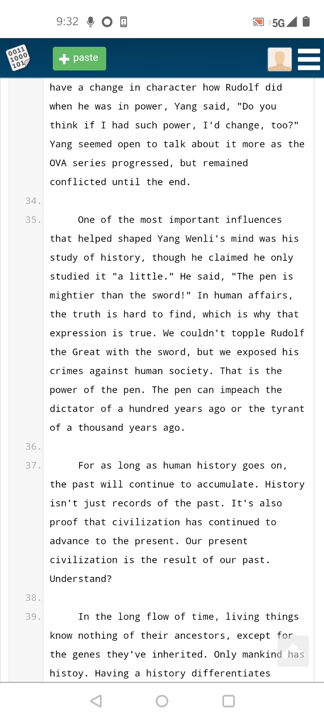 9:32
5G
0011
1000
101
paste
have a change in character how Rudolf did
when he was in power, Yang said, "Do you
think if I had such power, I'd change, too?"
Yang seemed open to talk about it more as the
OVA series progressed, but remained
conflicted until the end.
34.
35. One of the most important influences
that helped shaped Yang Wenli's mind was his
study of history, though he claimed he only
studied it "a little." He said, "The pen is
mightier than the sword!" In human affairs,
the truth is hard to find, which is why that
expression is true. We couldn't topple Rudolf
the Great with the sword, but we exposed his
crimes against human society. That is the
power of the pen. The pen can impeach the
dictator of a hundred years ago or the tyrant
of a thousand years ago.
36.
37. For as long as human history goes on,
the past will continue to accumulate. History
isn't just records of the past. It's also
proof that civilization has continued to
advance to the present. Our present
civilization is the result of our past.
Understand?
38.
39. In the long flow of time, living things
know nothing of their ancestors, except for
the genes they've inherited. Only mankind has
histoy. Having a history differentiates